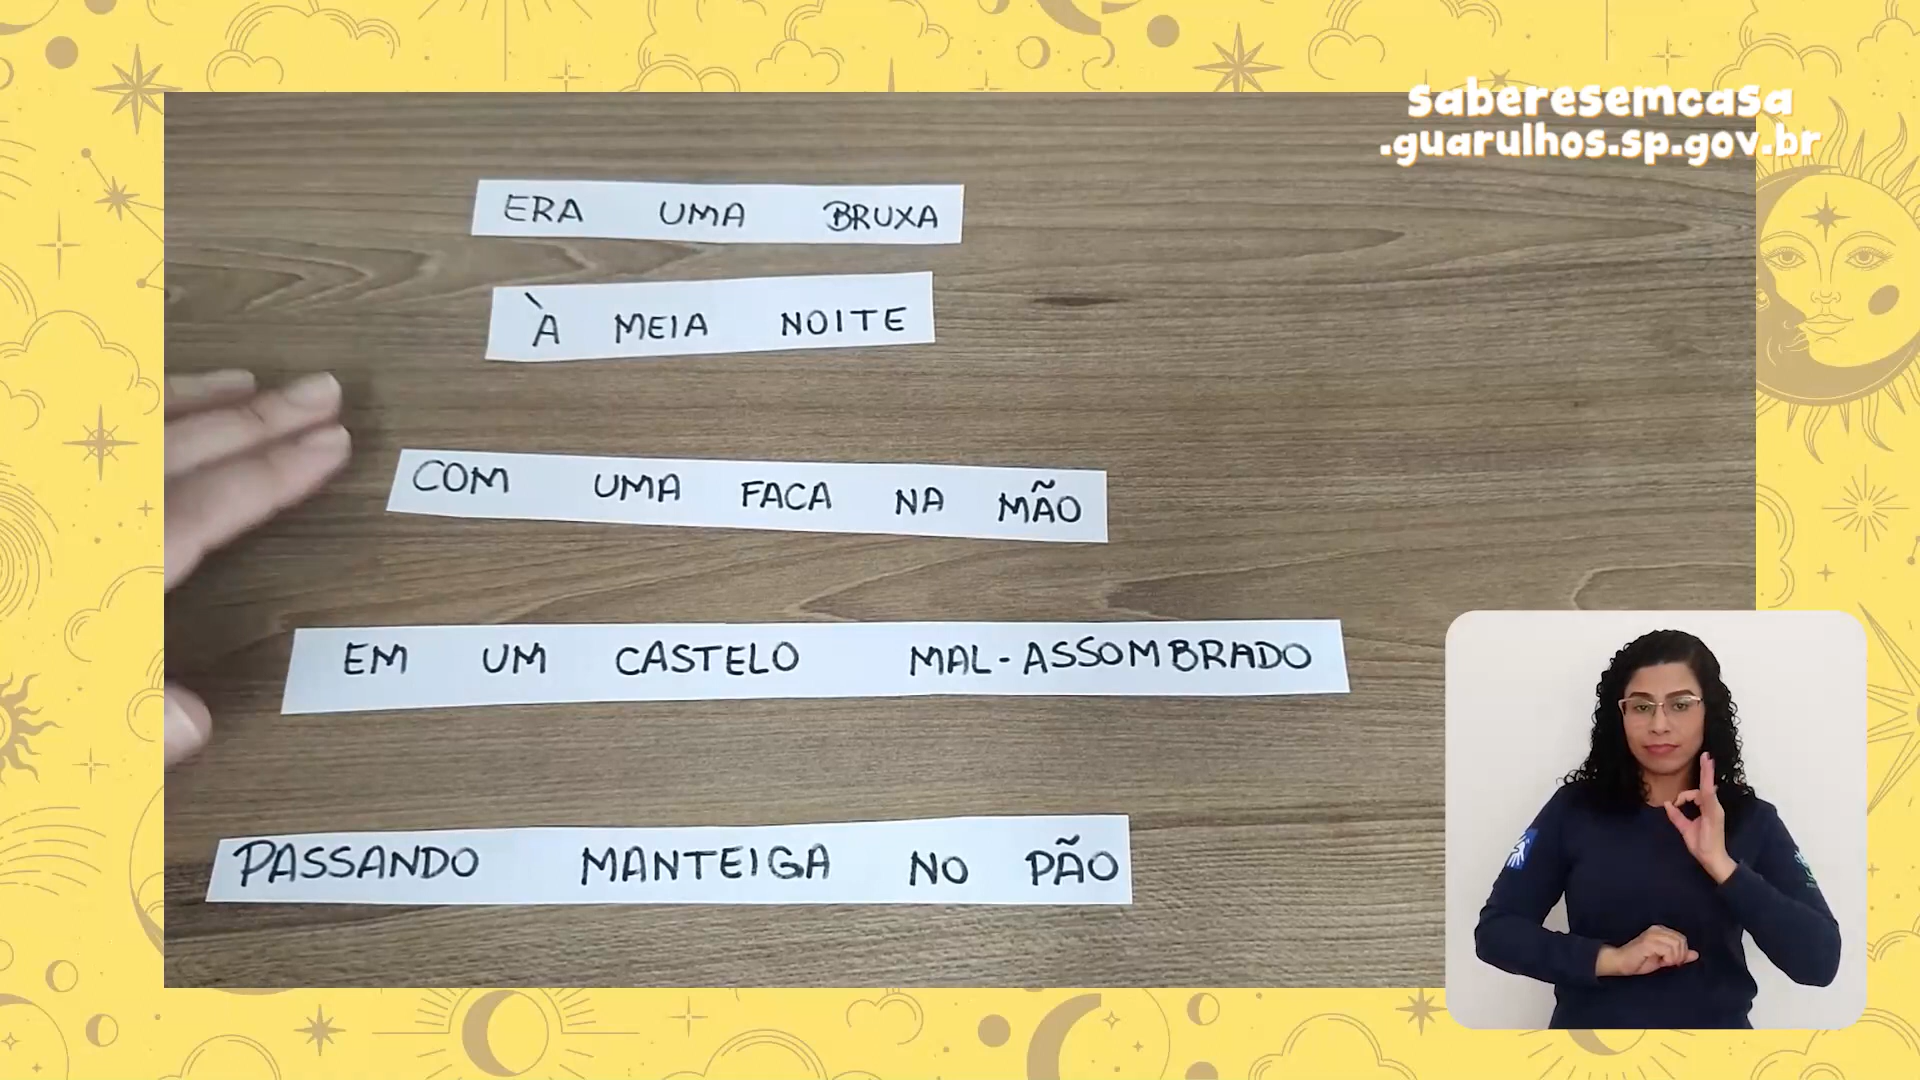 saberesemcasa
.guarulhos.sp.gov.br
ERA UMA BRUXA
À MEIA NOITE
COM UMA FACA NA MÃO
EM UM CASTELO MAL-ASSOMBRADO
PASSANDO MANTEIGA NO PÃO